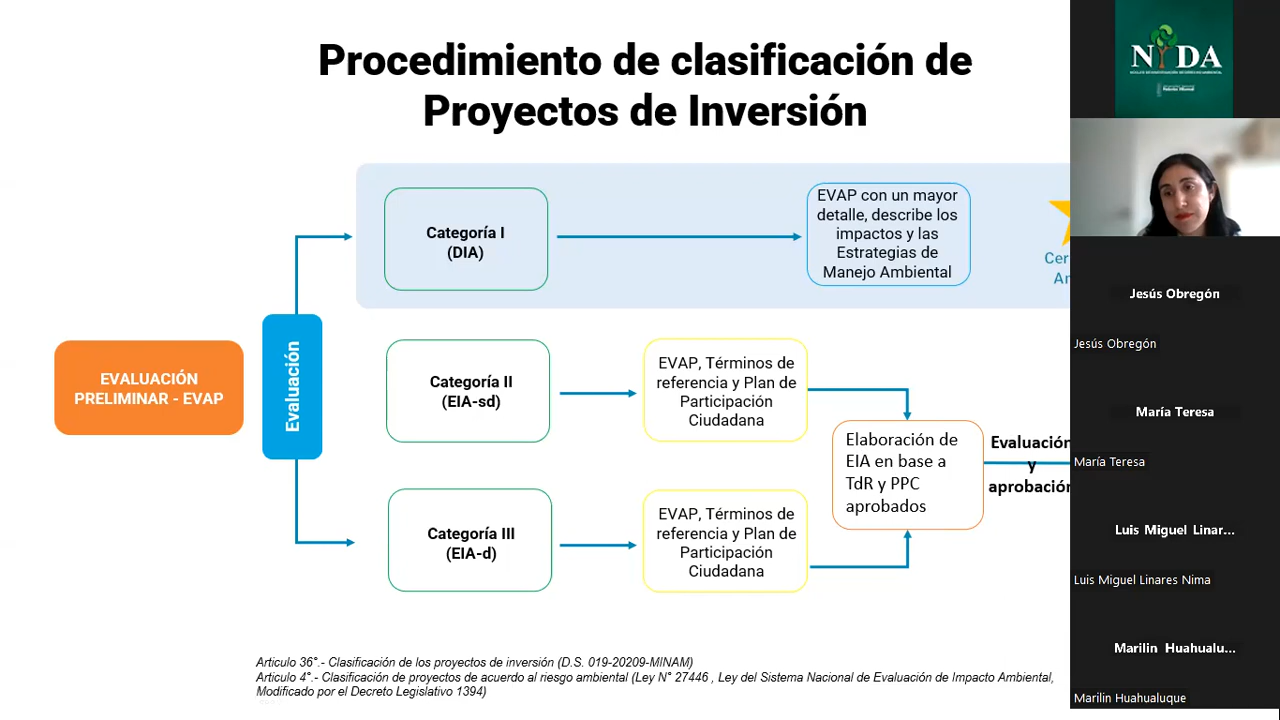 Procedimiento de clasificación de
Proyectos de Inversión
Categoría I
(DIA)
EVAP con un mayor
detalle, describe los
impactos y las
Estrategias de
Manejo Ambiental
Cer
Am
EVALUACIÓN
PRELIMINAR - EVAP
Evaluación
Categoría II
(EIA-sd)
EVAP, Términos de
referencia y Plan de
Participación
Ciudadana
Elaboración de
EIA en base a
TdR y PPC
aprobados
Evaluación
y
aprobación
Categoría III
(EIA-d)
EVAP, Términos de
referencia y Plan de
Participación
Ciudadana
Articulo 36°.- Clasificación de los proyectos de inversión (D.S. 019-20209-MINAM)
Articulo 4°.- Clasificación de proyectos de acuerdo al riesgo ambiental (Ley N° 27446 , Ley del Sistema Nacional de Evaluación de Impacto Ambiental,
Modificado por el Decreto Legislativo 1394)
NIDA
Jesús Obregón
Jesús Obregón
María Teresa
María Teresa
Luis Miguel Linar...
Luis Miguel Linares Nima
Marilin Huahualu...
Marilin Huahualuque